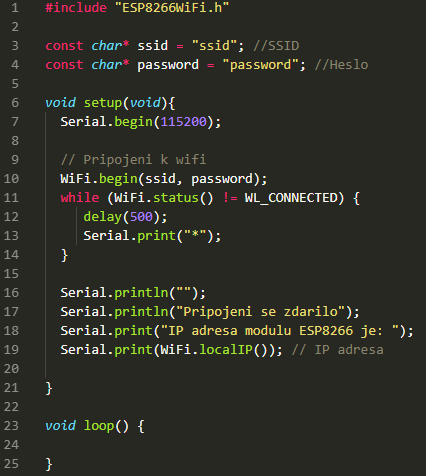 1 #include "ESP8266WiFi.h"
2
3 const char* ssid = "ssid"; //SSID
4 const char* password = "password"; //Heslo
5
6 void setup(void){
7   Serial.begin(115200);
8
9   // Pripojeni k wifi
10   WiFi.begin(ssid, password);
11   while (WiFi.status() != WL_CONNECTED) {
12      delay(500);
13      Serial.print("*");
14   }
15
16   Serial.println("");
17   Serial.println("Pripojeni se zdarilo");
18   Serial.print("IP adresa modulu ESP8266 je: ");
19   Serial.print(WiFi.localIP()); // IP adresa
20
21 }
22
23 void loop() {
24
25 }